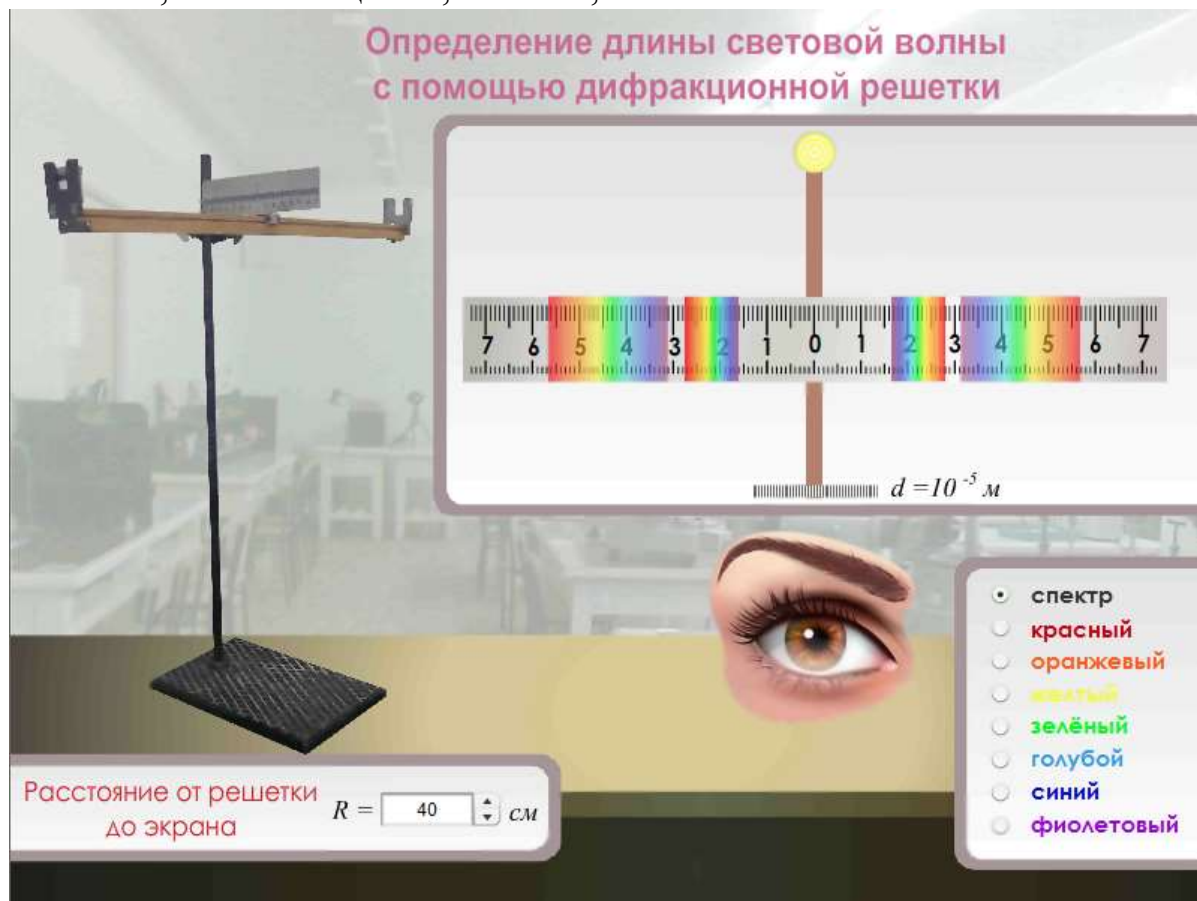 Определение длины световой волны
с помощью дифракционной решетки
7 6 5 4 3 2 1 0 1 2 3 4 5 6 7
d =10 -5 м
спектр
красный
оранжевый
желтый
зелёный
голубой
синий
фиолетовый
Расстояние от решетки
до экрана
R = 40 см